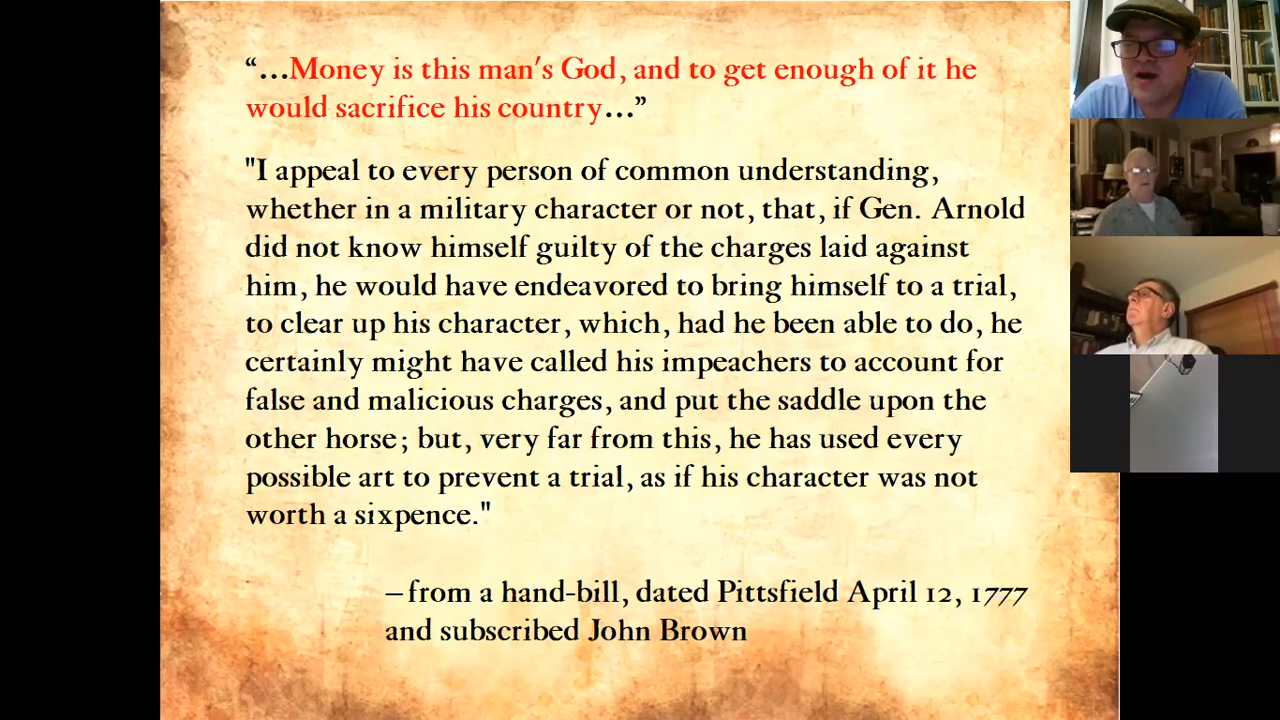 “...Money is this man's God, and to get enough of it he
would sacrifice his country...”
"I appeal to every person of common understanding,
whether in a military character or not, that, if Gen. Arnold
did not know himself guilty of the charges laid against
him, he would have endeavored to bring himself to a trial,
to clear up his character, which, had he been able to do, he
certainly might have called his impeachers to account for
false and malicious charges, and put the saddle upon the
other horse; but, very far from this, he has used every
possible art to prevent a trial, as if his character was not
worth a sixpence."
–from a hand-bill, dated Pittsfield April 12, 1777
and subscribed John Brown